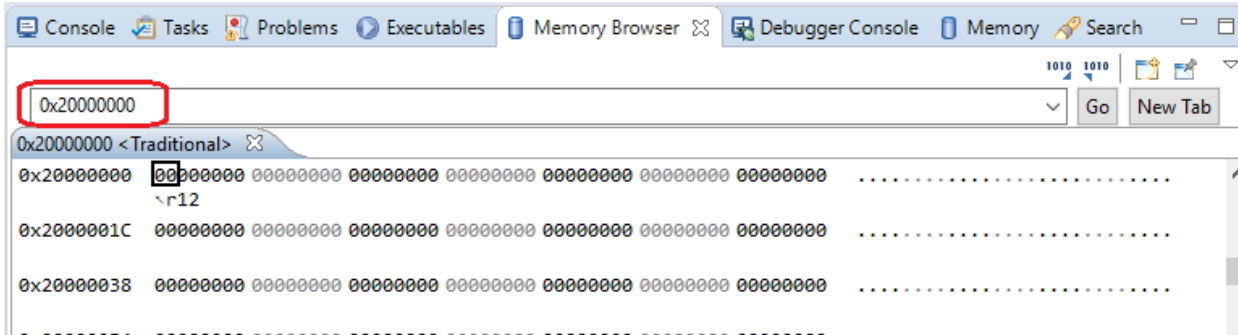 Console Tasks Problems Executables Memory Browser Debugger Console Memory Search
1010 1010
0x20000000 Go New Tab
0x20000000 <Traditional>
0x20000000 00000000 00000000 00000000 00000000 00000000 00000000 00000000 ............................
r12
0x2000001C 00000000 00000000 00000000 00000000 00000000 00000000 00000000 ............................
0x20000038 00000000 00000000 00000000 00000000 00000000 00000000 00000000 ............................